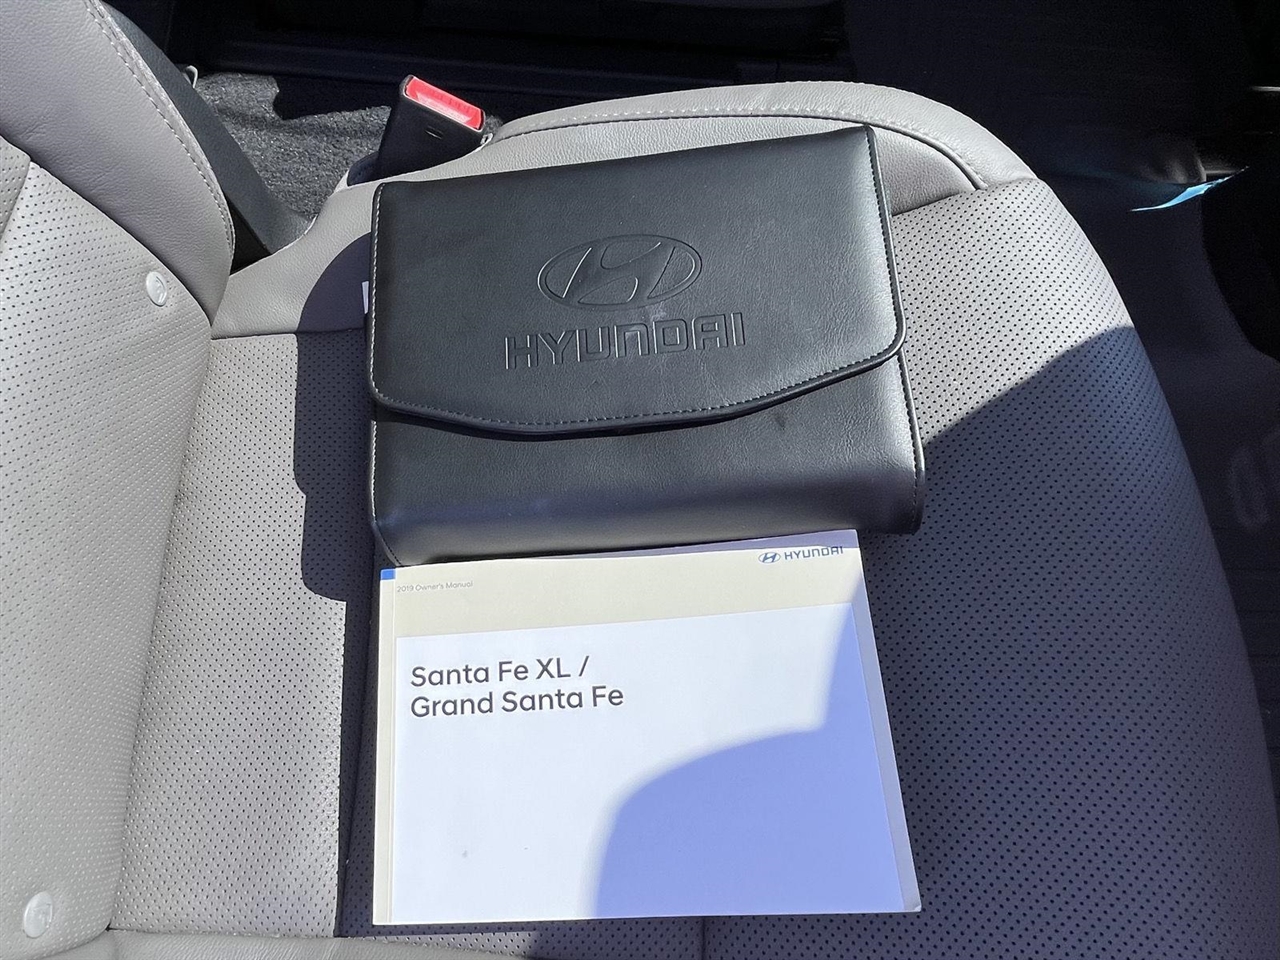 HYUNDAI
2019 Owner's Manual
HYUNDAI
Santa Fe XL /
Grand Santa Fe